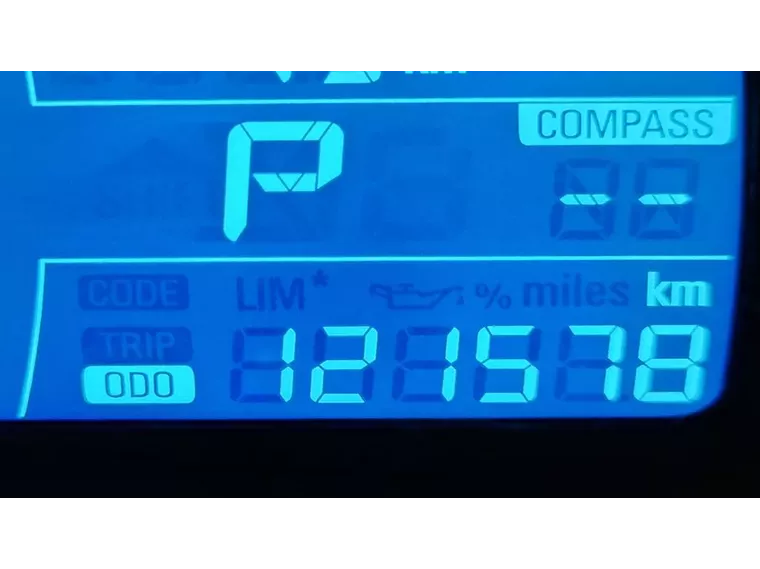 P
COMPASS
--
CODE LIM* % miles km
TRIP
ODO 121578